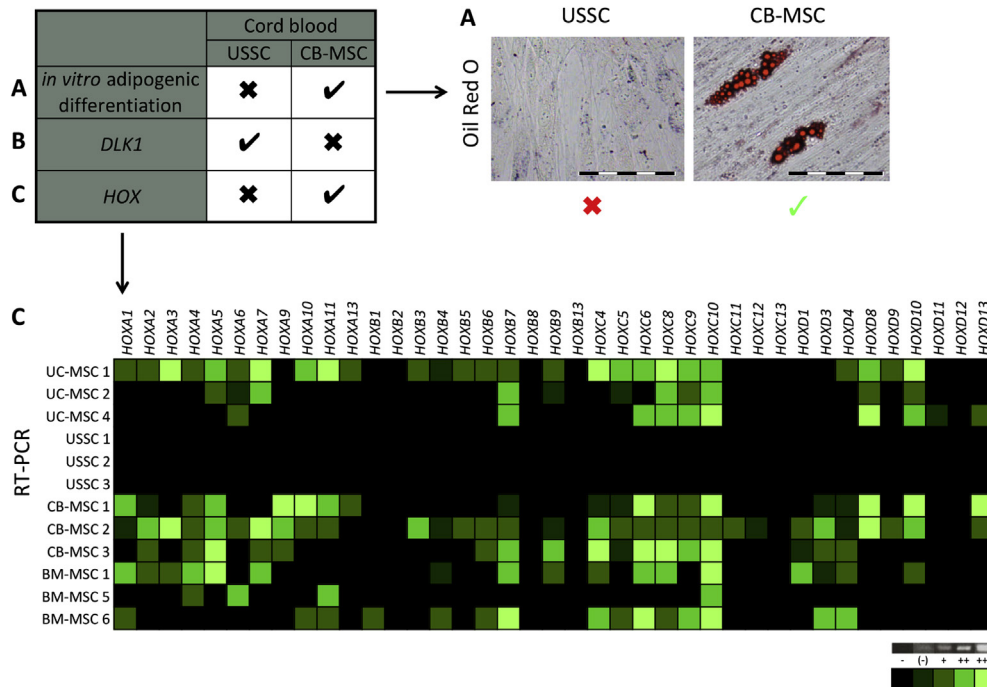 Cord blood
USSC CB-MSC
A in vitro adipogenic differentiation
B DLK1
C HOX
A USSC CB-MSC
Oil Red O
C HOXA1 HOXA2 HOXA3 HOXA4 HOXA5 HOXA6 HOXA7 HOXA9 HOXA10 HOXA11 HOXA13 HOXB1 HOXB2 HOXB3 HOXB4 HOXB5 HOXB6 HOXB7 HOXB8 HOXB9 HOXB13 HOXC4 HOXC5 HOXC6 HOXC8 HOXC9 HOXC10 HOXC11 HOXC12 HOXC13 HOXD1 HOXD3 HOXD4 HOXD8 HOXD9 HOXD10 HOXD11 HOXD12 HOXD13
RT-PCR
UC-MSC 1
UC-MSC 2
UC-MSC 4
USSC 1
USSC 2
USSC 3
CB-MSC 1
CB-MSC 2
CB-MSC 3
BM-MSC 1
BM-MSC 5
BM-MSC 6
- (-) + ++ ++